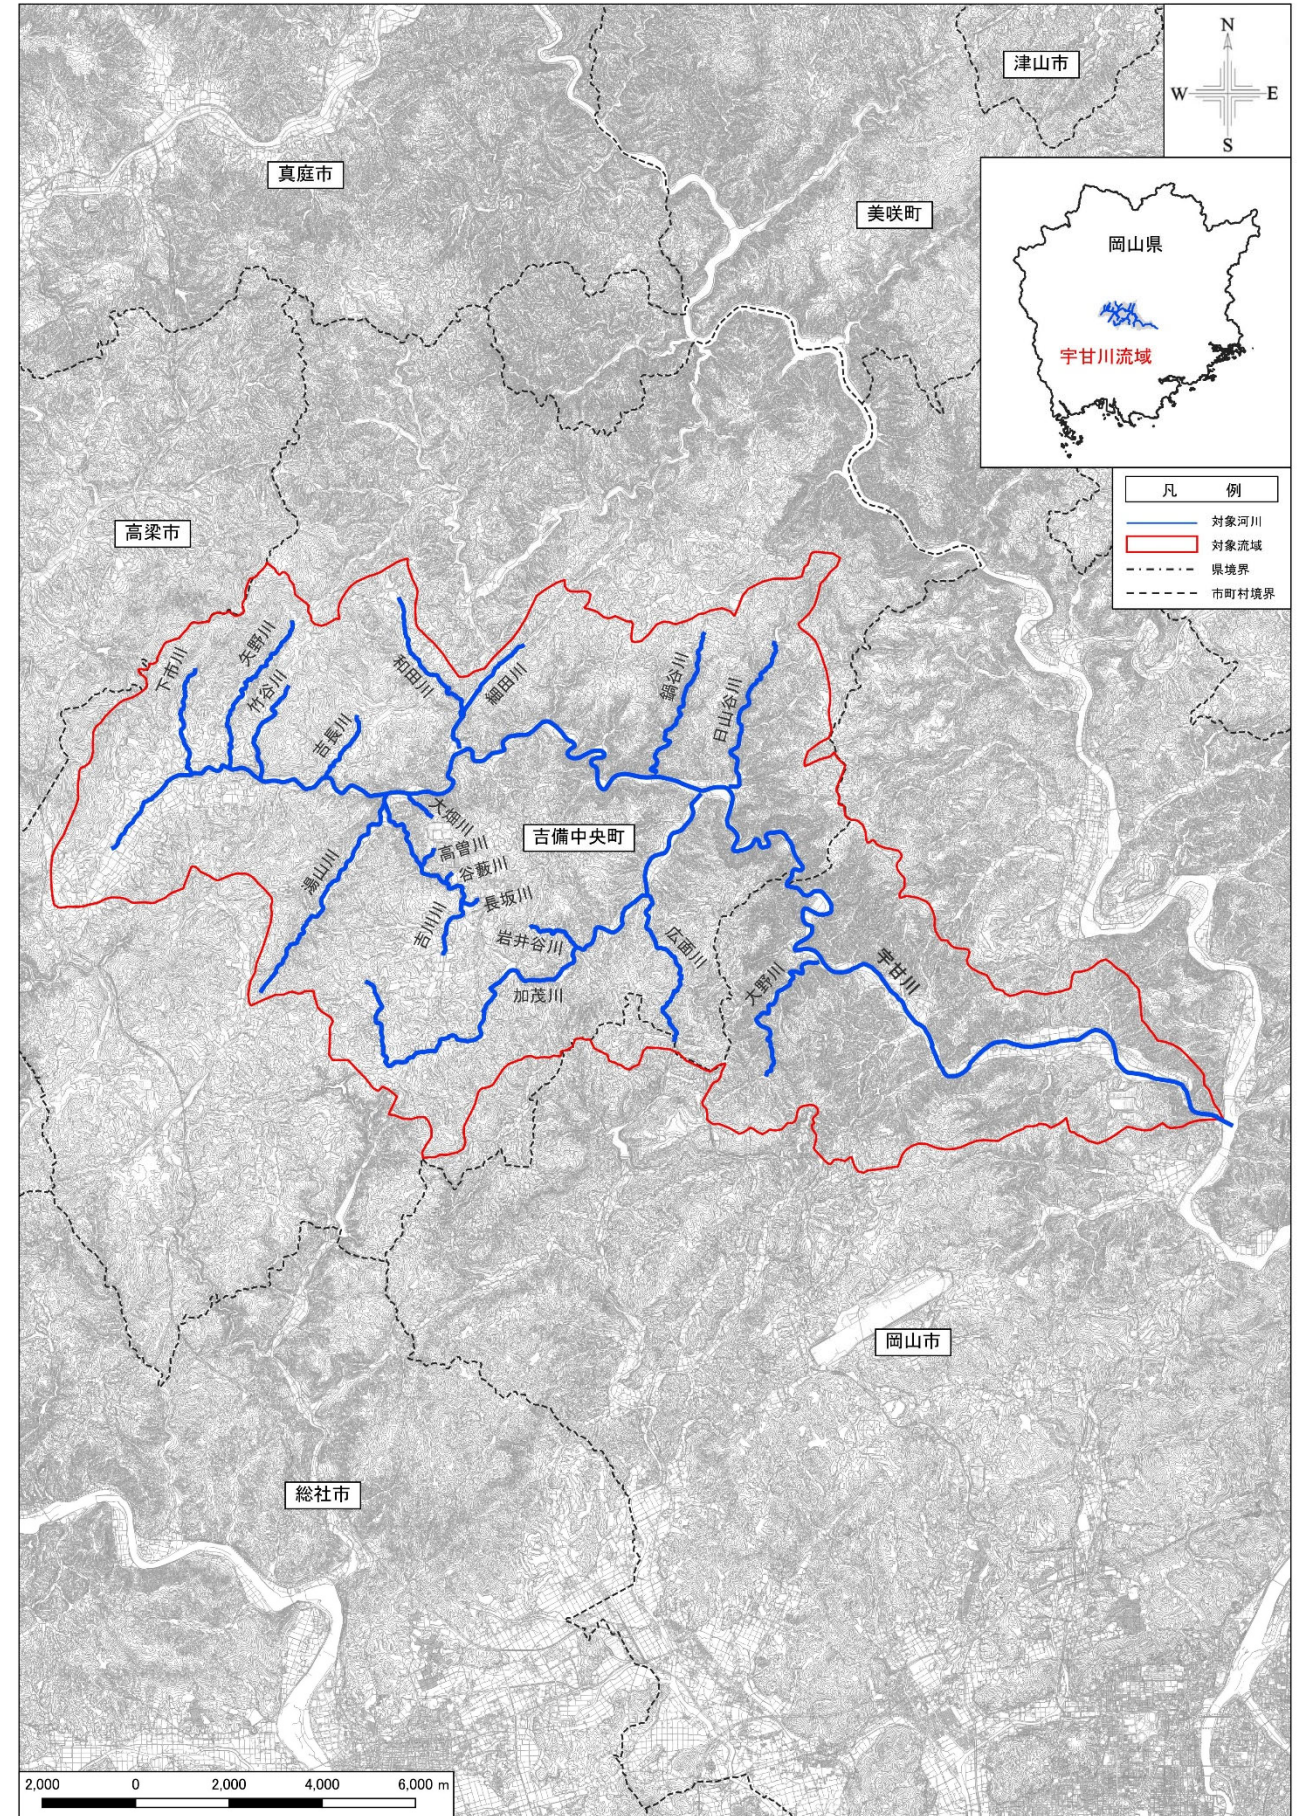 津山市
N
W
E
S
真庭市
美咲町
岡山県
宇甘川流域
凡 例
対象河川
対象流域
県境界
市町村境界
高梁市
下市川
矢野川
竹谷川
吉長川
和田川
細田川
鍋谷川
日山谷川
大畑川
吉備中央町
高曽川
谷藪川
長坂川
湯山川
吉川川
岩井谷川
加茂川
広面川
大野川
宇甘川
岡山市
総社市
2,000 0 2,000 4,000 6,000 m